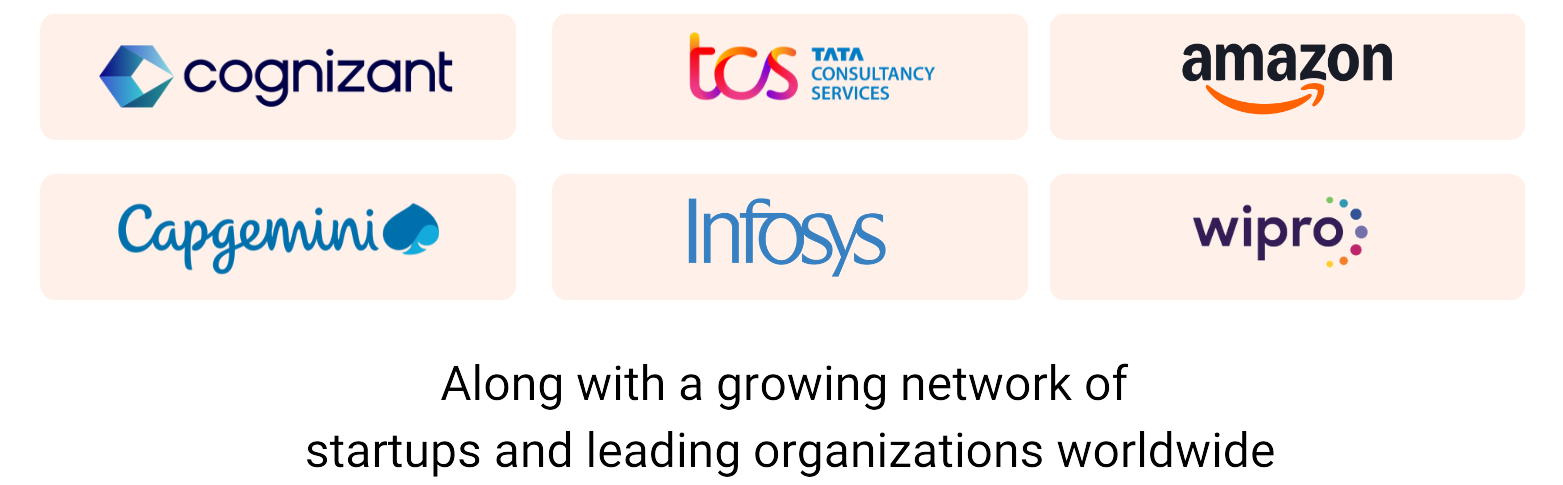 cognizant
tcs TATA
CONSULTANCY
SERVICES
amazon
Capgemini
Infosys
wipro
Along with a growing network of
startups and leading organizations worldwide